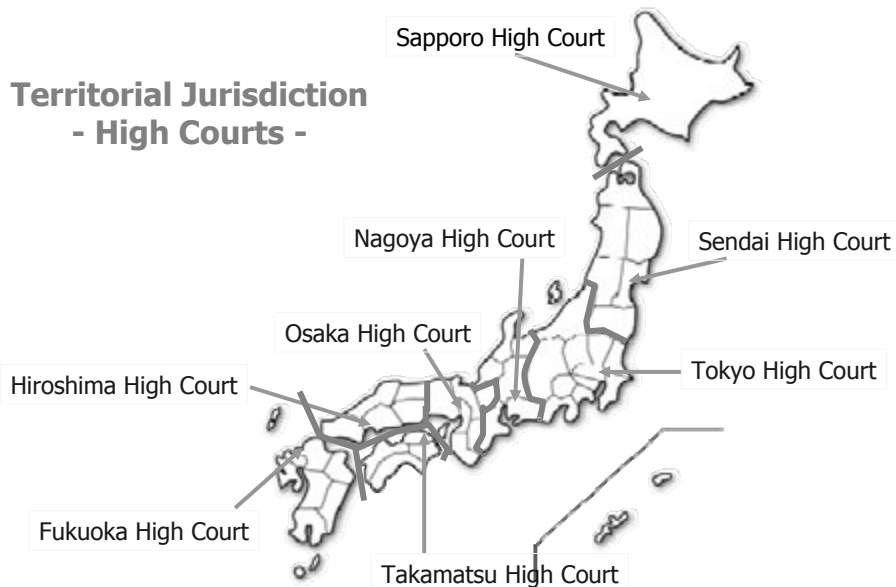 Sapporo High Court
Territorial Jurisdiction
- High Courts -
Nagoya High Court
Sendai High Court
Osaka High Court
Tokyo High Court
Hiroshima High Court
Fukuoka High Court
Takamatsu High Court